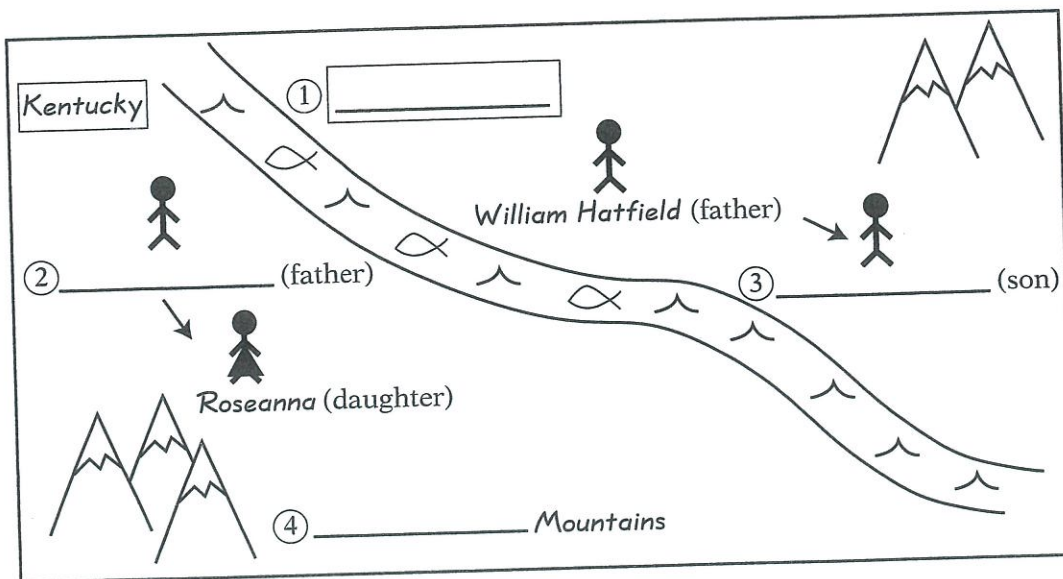 Kentucky
①
William Hatfield (father)
② (father)
③ (son)
Roseanna (daughter)
④ Mountains